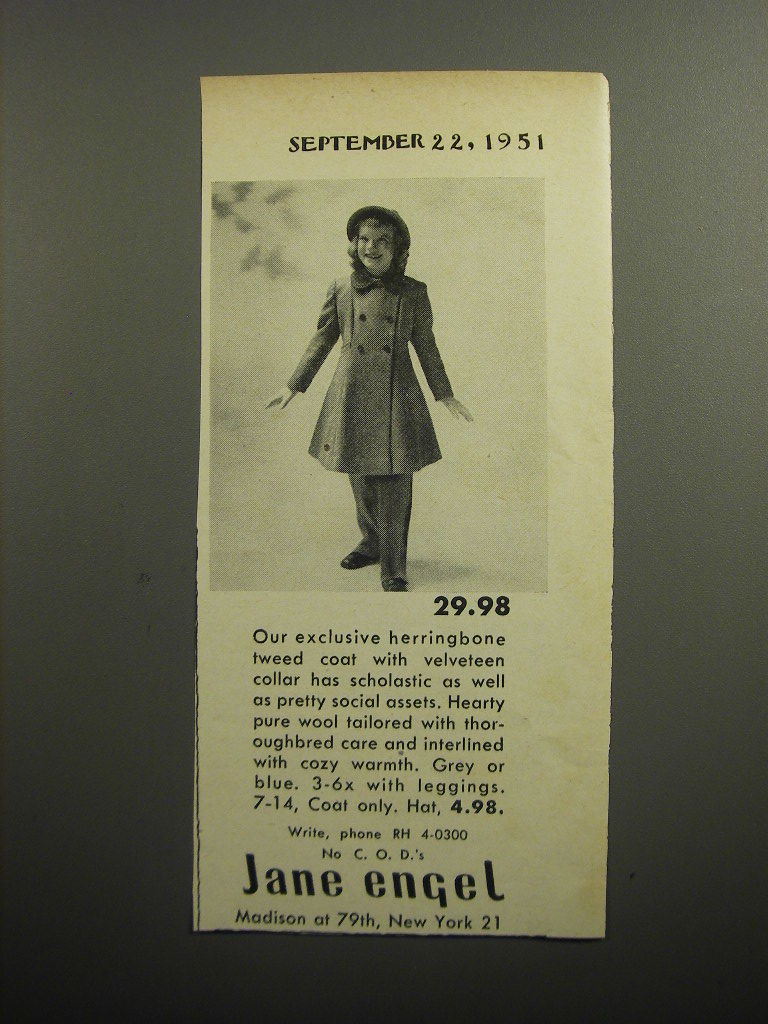 SEPTEMBER 22, 1951
29.98
Our exclusive herringbone
tweed coat with velveteen
collar has scholastic as well
as pretty social assets. Hearty
pure wool tailored with thor-
oughbred care and interlined
with cozy warmth. Grey or
blue. 3-6x with leggings.
7-14, Coat only. Hat, 4.98.
Write, phone RH 4-0300
No C. O. D.'s
Jane engel
Madison at 79th, New York 21